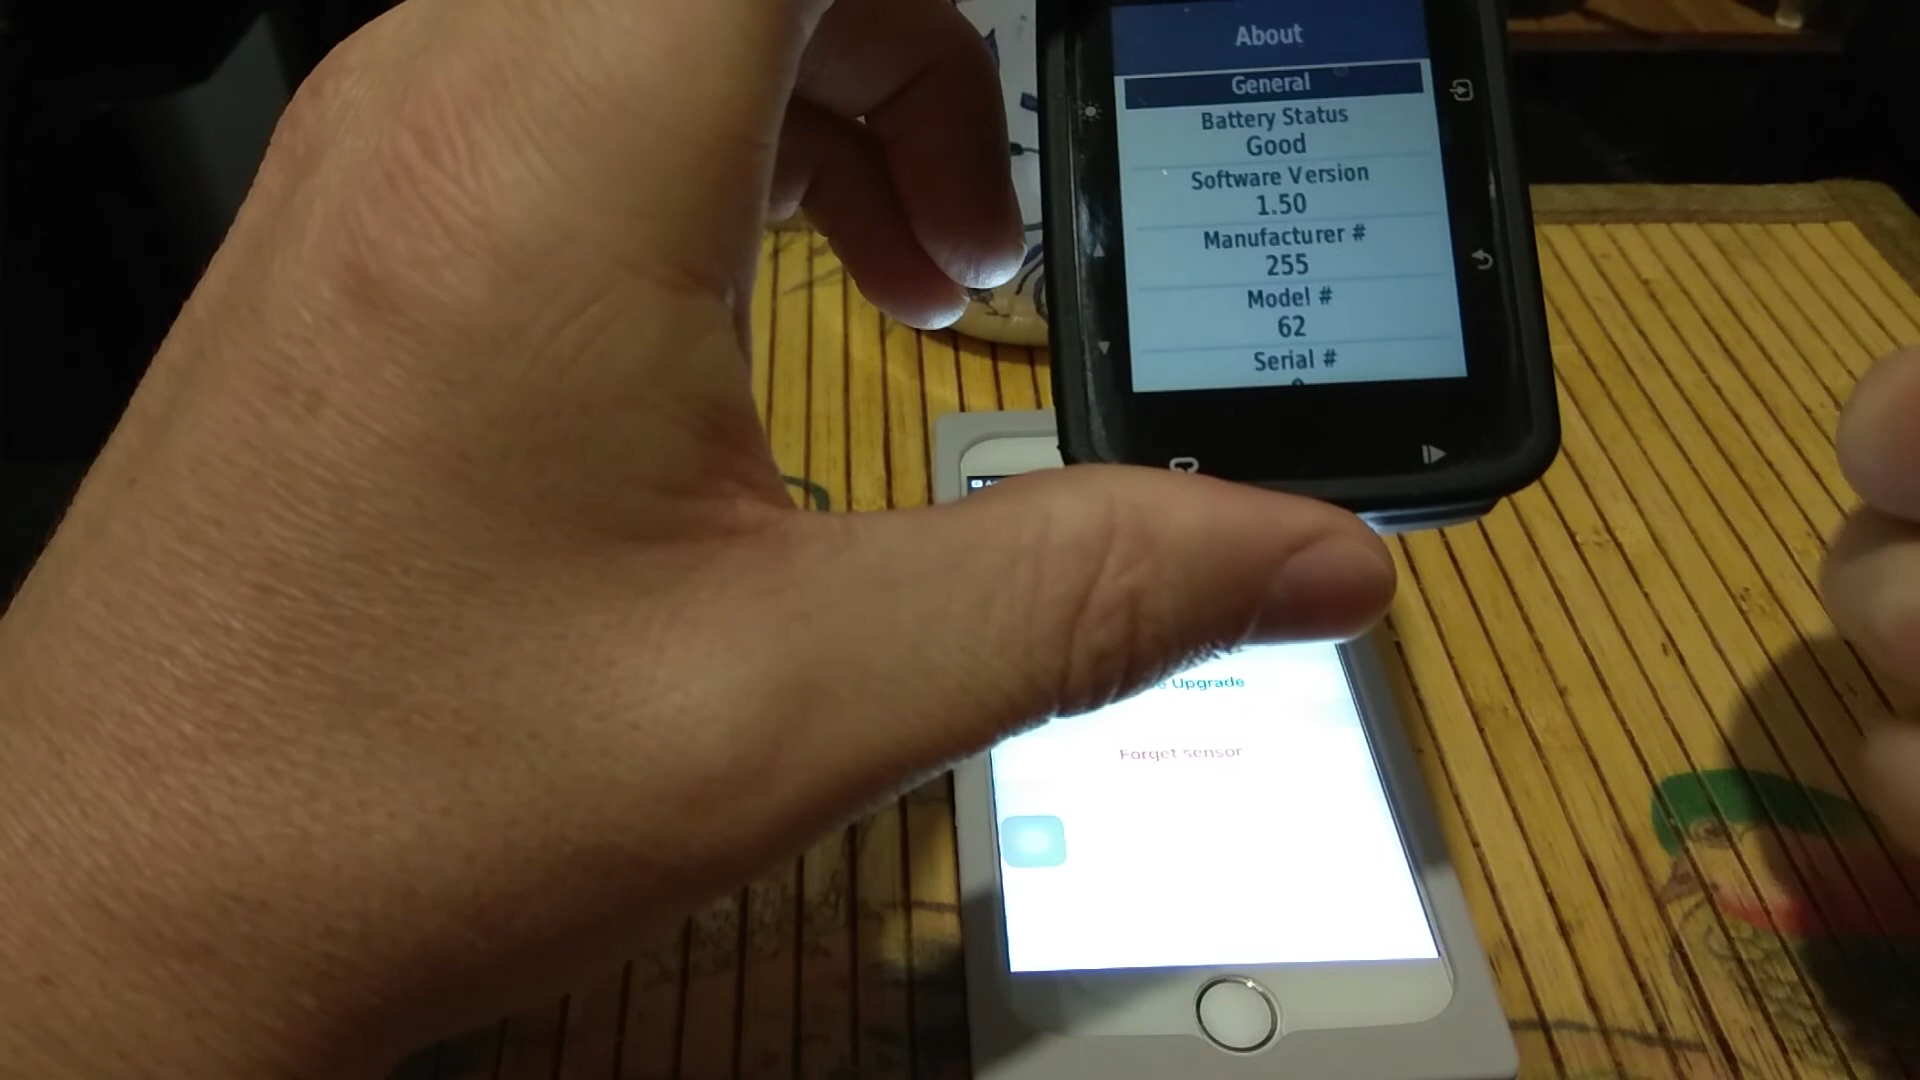 About
General
Battery Status
Good
Software Version
1.50
Manufacturer #
255
Model #
62
Serial #
Upgrade
Forget sensor